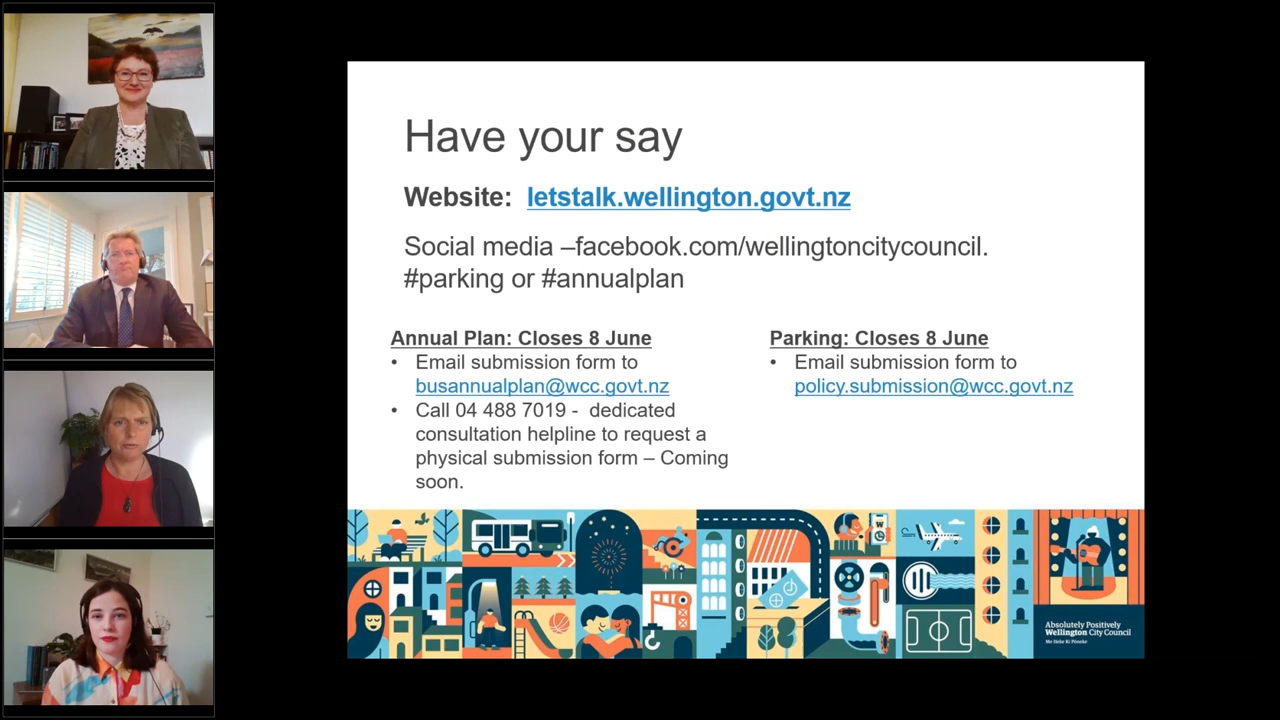 Have your say
Website: letstalk.wellington.govt.nz
Social media –facebook.com/wellingtoncitycouncil.
#parking or #annualplan
Annual Plan: Closes 8 June
• Email submission form to
busannualplan@wcc.govt.nz
• Call 04 488 7019 - dedicated
consultation helpline to request a
physical submission form – Coming
soon.
Parking: Closes 8 June
• Email submission form to
policy.submission@wcc.govt.nz
W
Absolutely Positively
Wellington City Council
Me Heke Ki Pōneke